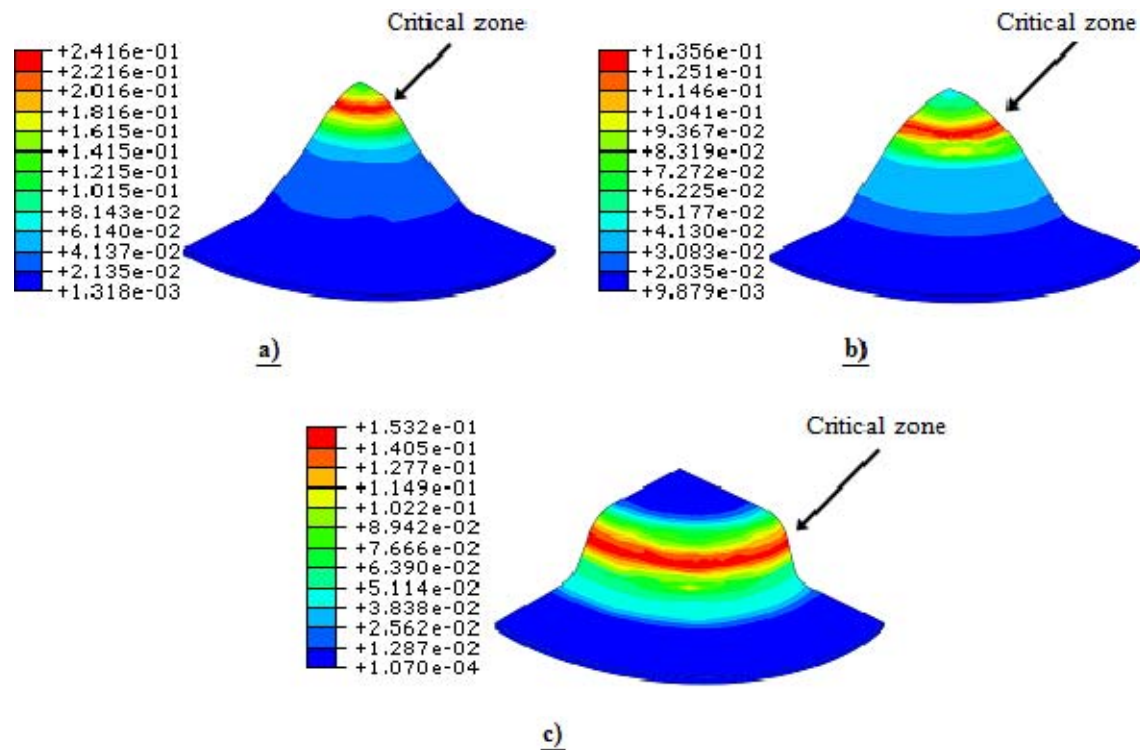 Critical zone
+2.416e-01
+2.216e-01
+2.016e-01
+1.816e-01
+1.615e-01
+1.415e-01
+1.215e-01
+1.015e-01
+8.143e-02
+6.140e-02
+4.137e-02
+2.135e-02
+1.318e-03
a)
Critical zone
+1.356e-01
+1.251e-01
+1.146e-01
+1.041e-01
+9.367e-02
+8.319e-02
+7.272e-02
+6.225e-02
+5.177e-02
+4.130e-02
+3.083e-02
+2.035e-02
+9.879e-03
b)
Critical zone
+1.532e-01
+1.405e-01
+1.277e-01
+1.149e-01
+1.022e-01
+8.942e-02
+7.666e-02
+6.390e-02
+5.114e-02
+3.838e-02
+2.562e-02
+1.287e-02
+1.070e-04
c)